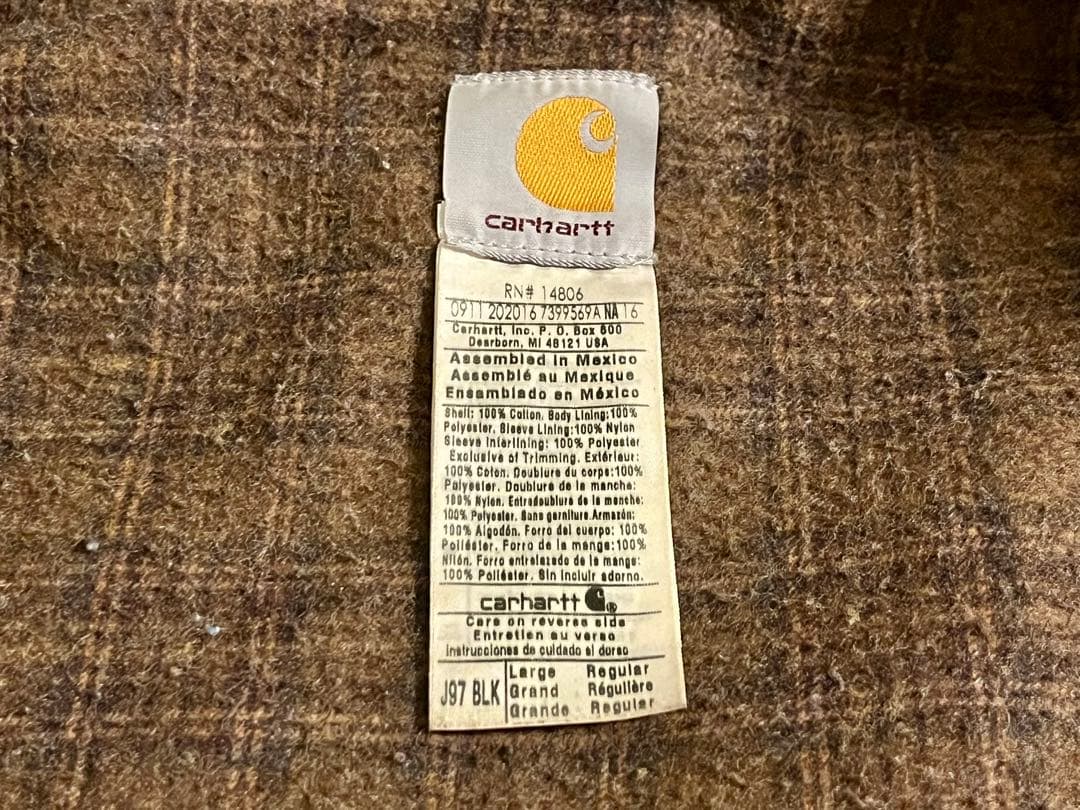 carhartt
RN# 14806
0911 202016 7399569A NA 16
Carhartt, Inc. P. O. Box 600
Dearborn, MI 48121 USA
Assembled in Mexico
Assemblé au Mexique
Ensamblado en México
Shell: 100% Cotton. Body Lining:100%
Polyester. Sleeve Lining:100% Nylon
Sleeve Interlining: 100% Polyester
Exclusive of Trimming. Extérieur:
100% Coton. Doublure du corps:100%
Polyester. Doublure de la manche:
100% Nylon. Entredoublure de la manche:
100% Polyester. Sans garniture Armazón:
100% Algodón. Forro del cuerpo: 100%
Poliéster. Forro de la manga:100%
Nilón. Forro entrelazado de la manga:
100% Poliéster. Sin incluir adorno.
carhartt ®
Care on reverse side
Entretien au verso
Instrucciones de cuidado al dorso
J97 BLK
Large Regular
Grand Régulière
Grande Regular